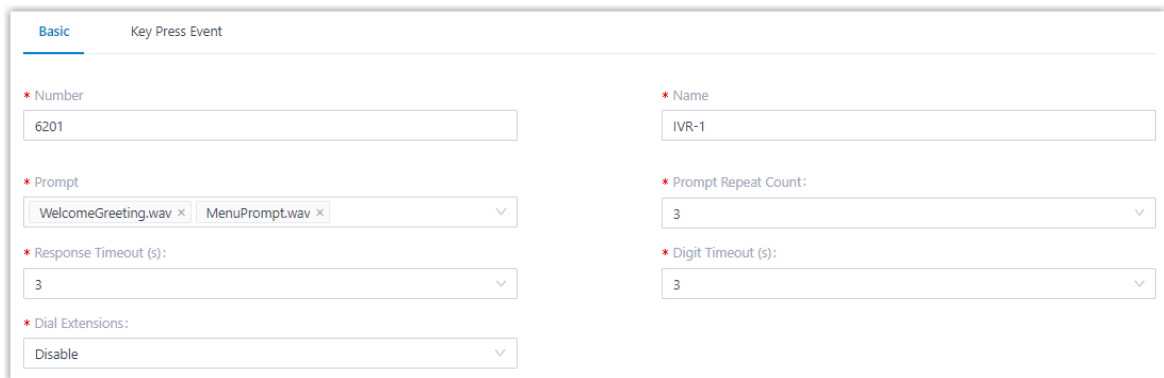 Basic Key Press Event
* Number * Name
6201 IVR-1
* Prompt * Prompt Repeat Count:
WelcomeGreeting.wav × MenuPrompt.wav × 3
* Response Timeout (s): * Digit Timeout (s):
3 3
* Dial Extensions:
Disable